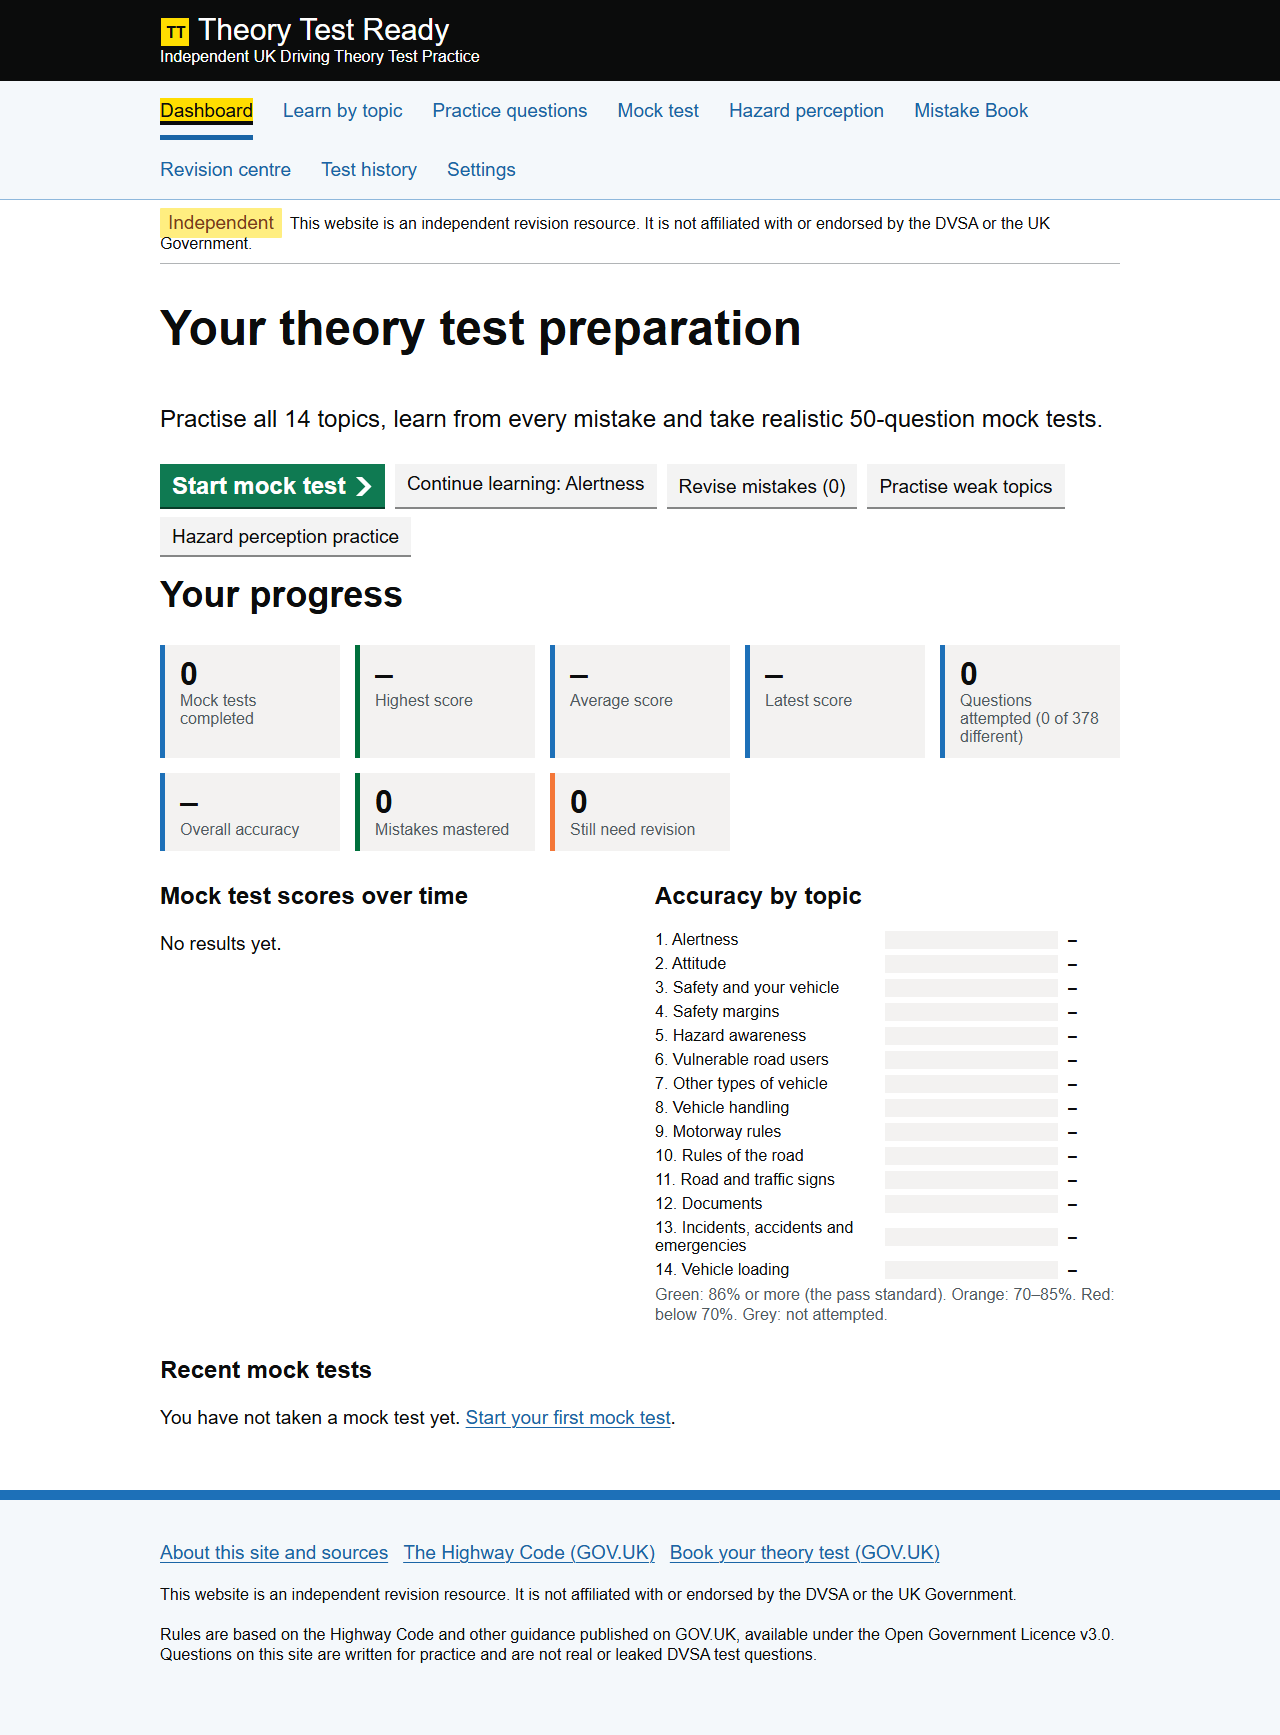 TT Theory Test Ready
Independent UK Driving Theory Test Practice
Dashboard Learn by topic Practice questions Mock test Hazard perception Mistake Book
Revision centre Test history Settings
Independent This website is an independent revision resource. It is not affiliated with or endorsed by the DVSA or the UK
Government.
Your theory test preparation
Practise all 14 topics, learn from every mistake and take realistic 50-question mock tests.
Start mock test Continue learning: Alertness Revise mistakes (0) Practise weak topics
Hazard perception practice
Your progress
0
Mock tests
completed
–
Highest score
–
Average score
–
Latest score
0
Questions
attempted (0 of 378
different)
–
Overall accuracy
0
Mistakes mastered
0
Still need revision
Mock test scores over time
No results yet.
Accuracy by topic
1. Alertness –
2. Attitude –
3. Safety and your vehicle –
4. Safety margins –
5. Hazard awareness –
6. Vulnerable road users –
7. Other types of vehicle –
8. Vehicle handling –
9. Motorway rules –
10. Rules of the road –
11. Road and traffic signs –
12. Documents –
13. Incidents, accidents and
emergencies –
14. Vehicle loading –
Green: 86% or more (the pass standard). Orange: 70–85%. Red:
below 70%. Grey: not attempted.
Recent mock tests
You have not taken a mock test yet. Start your first mock test.
About this site and sources The Highway Code (GOV.UK) Book your theory test (GOV.UK)
This website is an independent revision resource. It is not affiliated with or endorsed by the DVSA or the UK Government.
Rules are based on the Highway Code and other guidance published on GOV.UK, available under the Open Government Licence v3.0.
Questions on this site are written for practice and are not real or leaked DVSA test questions.